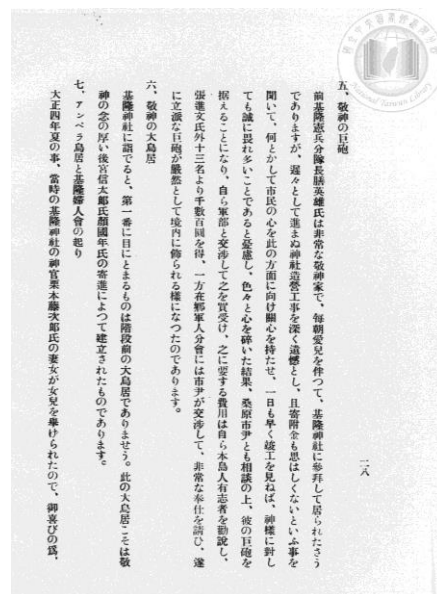 五、敬神の巨砲
前基隆憲兵分隊長膳英雄氏は非常な敬神家で、每朝愛兒を伴つて、基隆神社に參拜して居られたさう
でありますが、遲々として進まぬ神社造營工事を深く遺憾とし、且寄附金も思はしくないといふ事を
聞いて、何とかして市民の心を此の方面に向け關心を持たせ、一日も早く竣工を見ねば、神樣に對し
ても誠に畏れ多いことであると憂慮し、色々と心を碎いた結果、桑原市尹とも相談の上、彼の巨砲を
据えることになり、自ら軍部と交涉して之を買受け、之に要する費用は自ら本島人有志者を勸說し、
張進文氏外十三名より千數百圓を得、一方在鄕軍人分會には市尹が交涉して、非常な奉仕を請ひ、遂
に立派な巨砲が嚴然として境內に飾られる樣になつたのであります。
六、敬神の大鳥居
基隆神社に詣でると、第一番に目にとまるものは階段前の大鳥居でありませう。此の大鳥居こそは敬
神の念の厚い後宮信太郎氏顏國年氏の寄進によつて建立されたものであります。
七、アンペラ鳥居と基隆婦人會の起り
大正四年夏の事、當時の基隆神社の神官栗本藤次郎氏の妻女が女兒を擧げられたので、御喜びの爲、
二八
National Taiwan Library